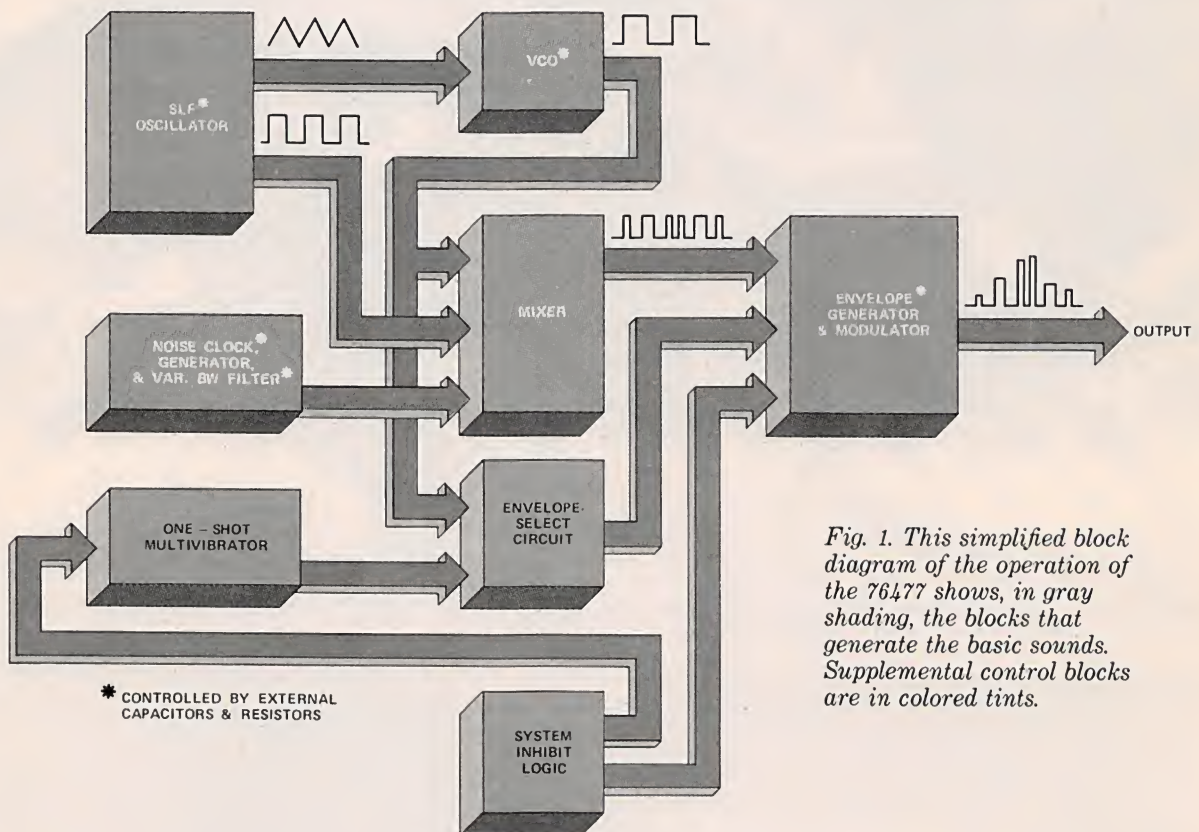 SLF*
OSCILLATOR
VCO*
MIXER
ENVELOPE*
GENERATOR
& MODULATOR
OUTPUT
NOISE CLOCK,*
GENERATOR,
& VAR. BW FILTER*
ONE – SHOT
MULTIVIBRATOR
ENVELOPE-
SELECT
CIRCUIT
* CONTROLLED BY EXTERNAL
CAPACITORS & RESISTORS
SYSTEM
INHIBIT
LOGIC
Fig. 1. This simplified block
diagram of the operation of
the 76477 shows, in gray
shading, the blocks that
generate the basic sounds.
Supplemental control blocks
are in colored tints.